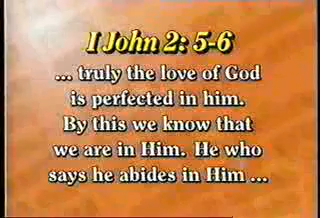 I John 2: 5-6
... truly the love of God
is perfected in him.
By this we know that
we are in Him. He who
says he abides in Him ...